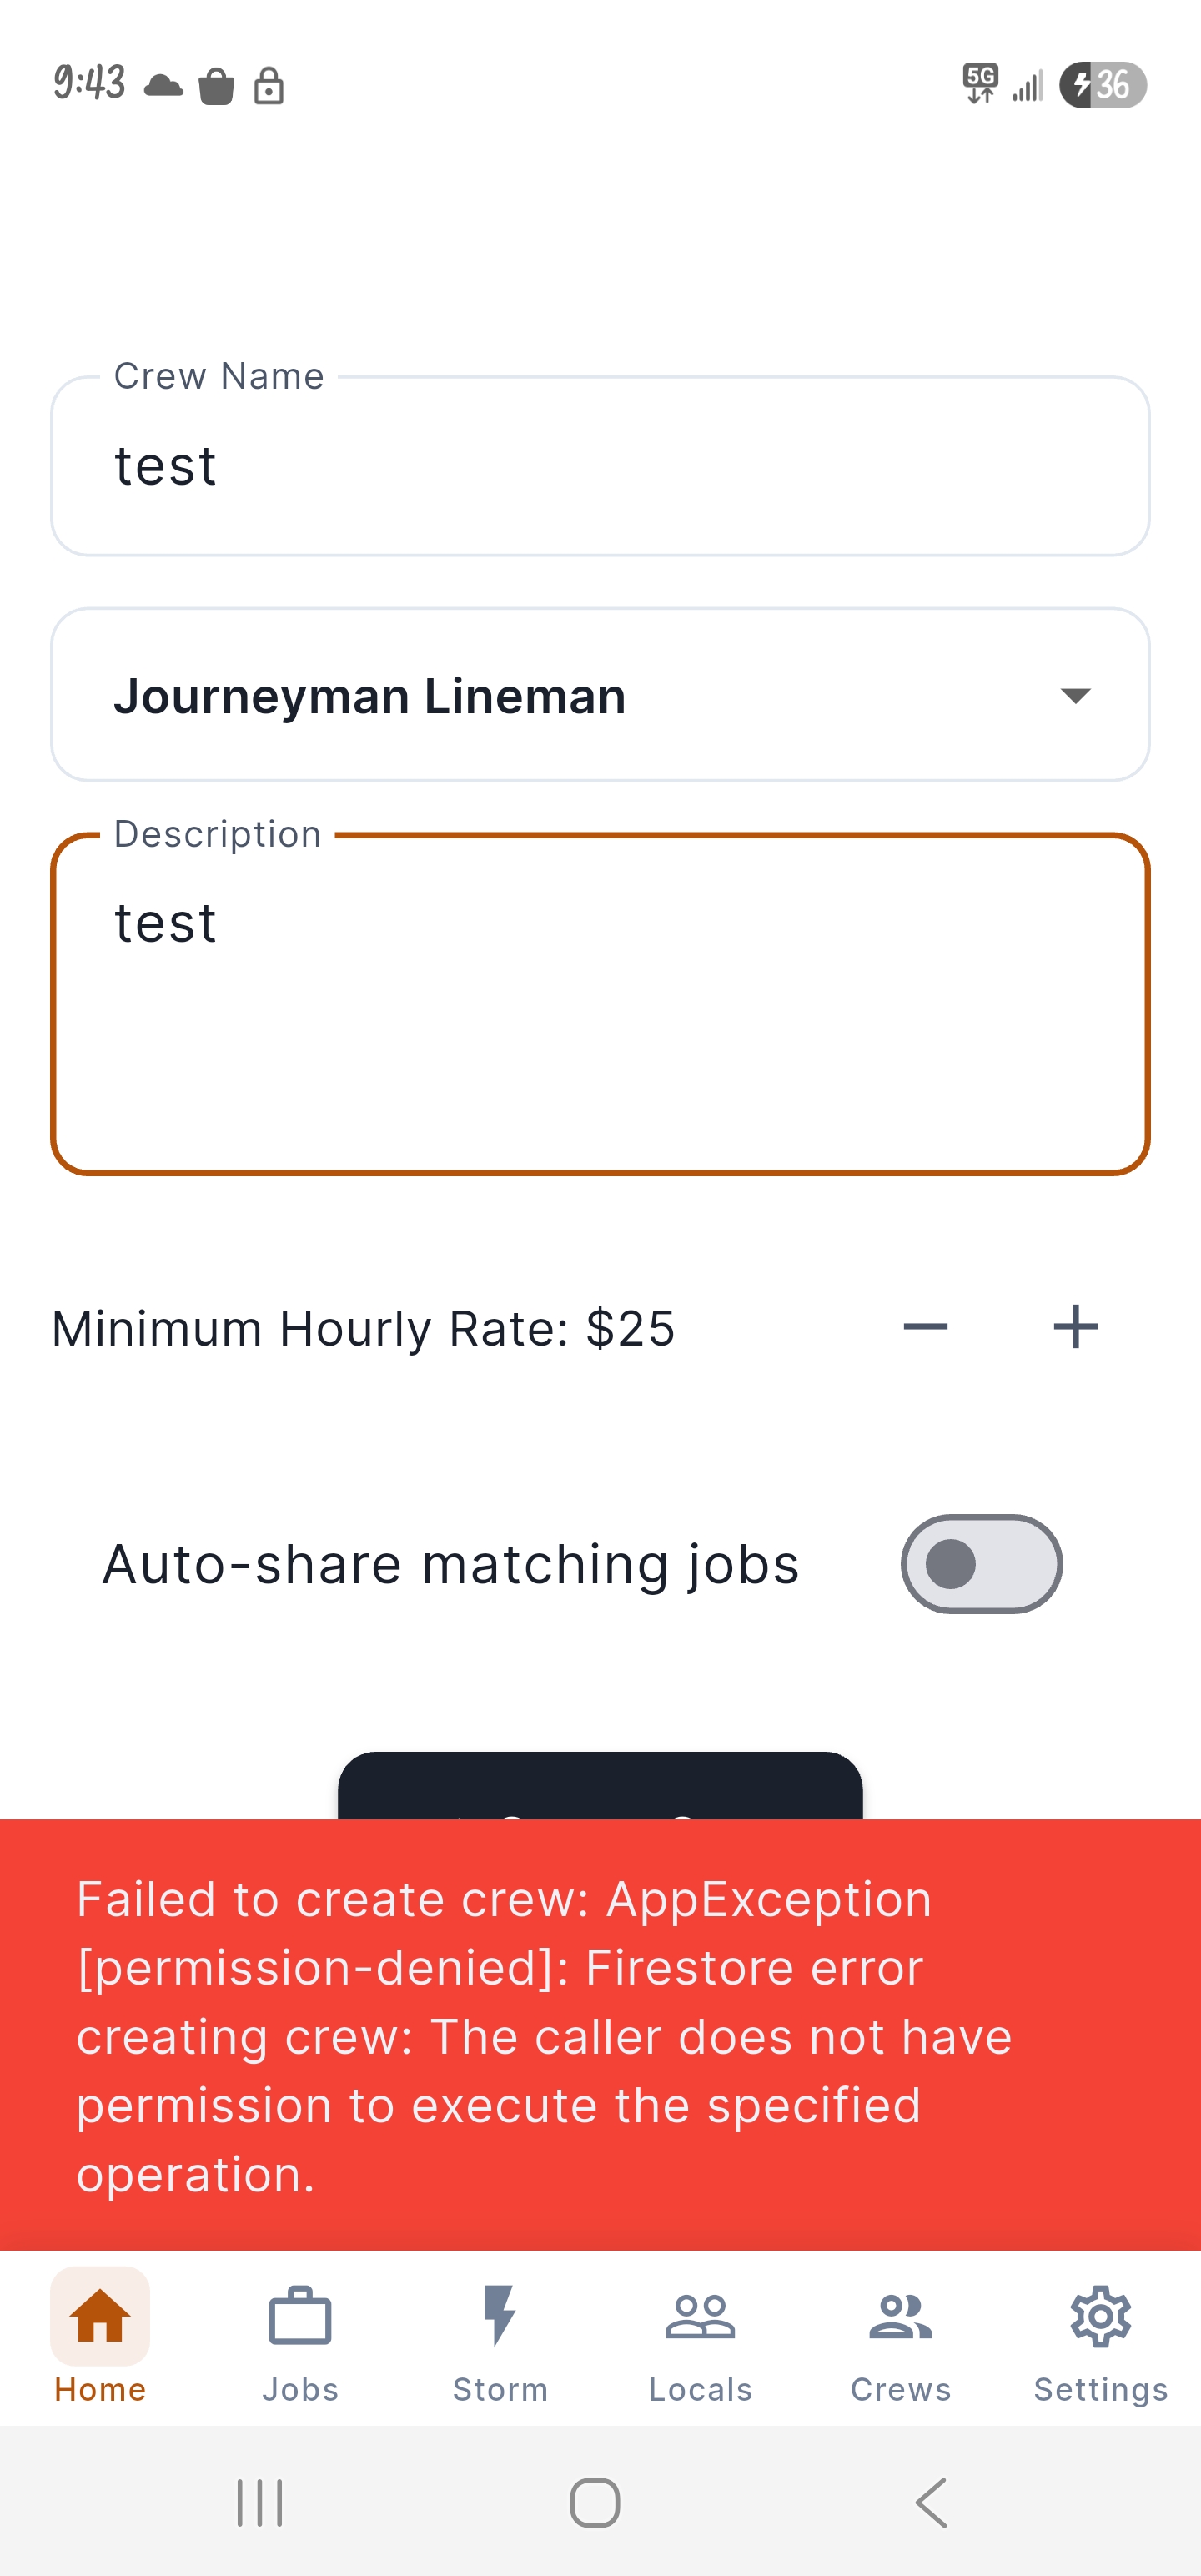 9:43
5G
36
Crew Name
test
Journeyman Lineman
Description
test
Minimum Hourly Rate: $25
Auto-share matching jobs
Failed to create crew: AppException
[permission-denied]: Firestore error
creating crew: The caller does not have
permission to execute the specified
operation.
Home
Jobs
Storm
Locals
Crews
Settings